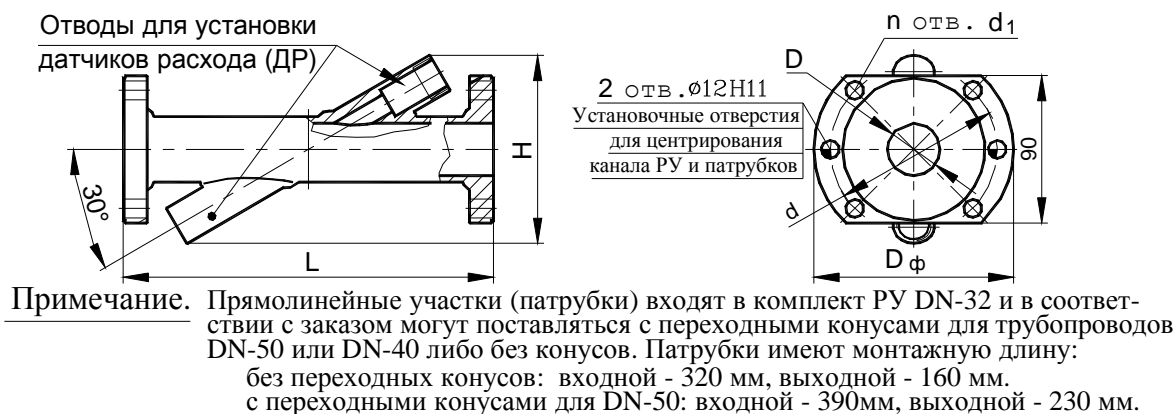 Отводы для установки
датчиков расхода (ДР)
30°
L
H
n отв. d1
D
2 отв.⌀12H11
Установочные отверстия
для центрирования
канала РУ и патрубков
90
d
Dф
Примечание. Прямолинейные участки (патрубки) входят в комплект РУ DN-32 и в соответ-
ствии с заказом могут поставляться с переходными конусами для трубопроводов
DN-50 или DN-40 либо без конусов. Патрубки имеют монтажную длину:
без переходных конусов: входной - 320 мм, выходной - 160 мм.
с переходными конусами для DN-50: входной - 390мм, выходной - 230 мм.